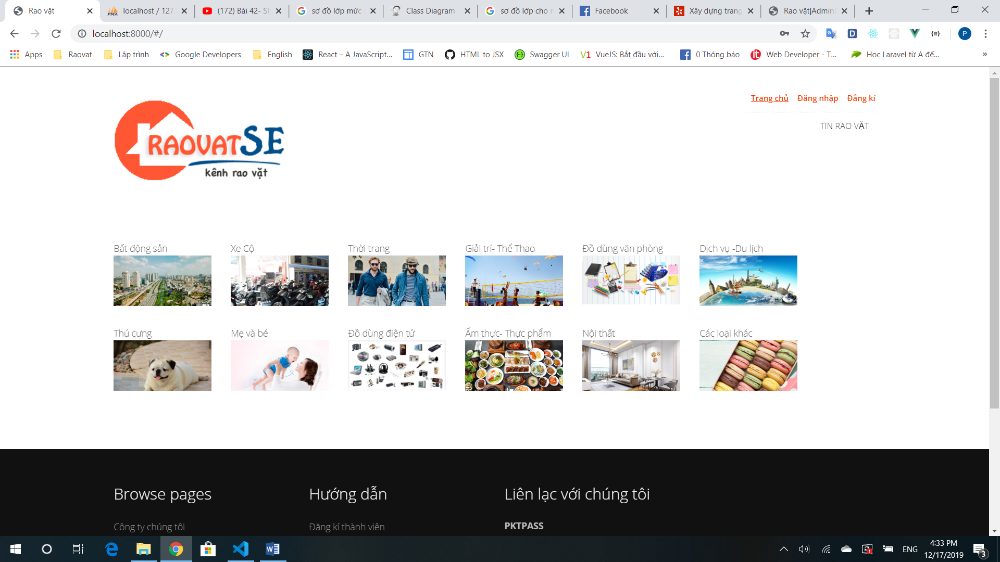 Rao vặt
localhost / 127.
(172) Bài 42- Sh
sơ đồ lớp mức
Class Diagram
sơ đồ lớp cho
Facebook
Xây dựng trang
Rao vặt|Admin
localhost:8000/#/
P
Apps
Raovat
Lập trình
Google Developers
English
React – A JavaScript...
GTN
HTML to JSX
Swagger UI
VueJS: Bắt đầu với...
0 Thông báo
Web Developer - T...
Học Laravel từ A đế...
»
Trang chủ Đăng nhập Đăng kí
TIN RAO VẶT
RAOVATSE
kênh rao vặt
Bất động sản
Xe Cộ
Thời trang
Giải trí- Thể Thao
Đồ dùng văn phòng
Dịch vụ -Du lịch
Thú cưng
Mẹ và bé
Đồ dùng điện tử
Ẩm thực- Thực phẩm
Nội thất
Các loại khác
Browse pages
Hướng dẫn
Liên lạc với chúng tôi
Công ty chúng tôi
Đăng kí thành viên
PKTPASS
ENG
4:33 PM
12/17/2019
3